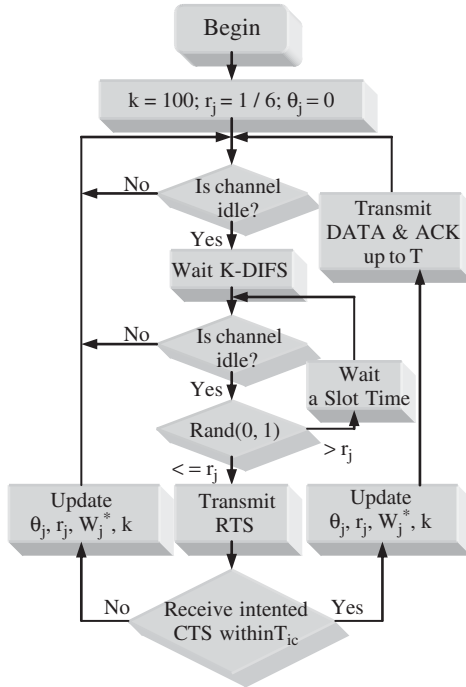 Begin
k = 100; r_j = 1 / 6; θ_j = 0
No
Is channel
idle?
Yes
Transmit
DATA & ACK
up to T
Wait K-DIFS
No
Is channel
idle?
Yes
Wait
a Slot Time
Rand(0, 1)
> r_j
<= r_j
Update
θ_j, r_j, W_j^*, k
Transmit
RTS
Update
θ_j, r_j, W_j^*, k
No
Receive intented
CTS withinT_ic
Yes